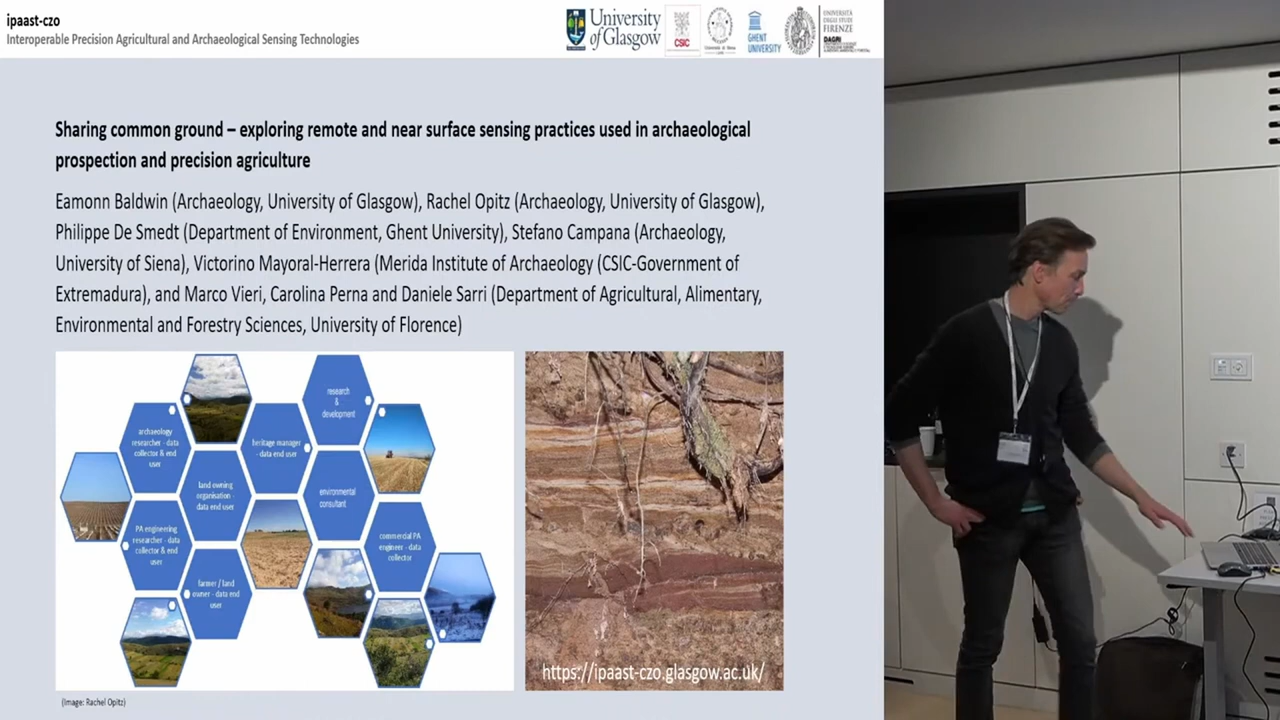 ipaast-czo
Interoperable Precision Agricultural and Archaeological Sensing Technologies
University
of Glasgow
CSIC
GHENT
UNIVERSITY
UNIVERSITÀ
DEGLI STUDI
FIRENZE
DAGRI
Sharing common ground – exploring remote and near surface sensing practices used in archaeological
prospection and precision agriculture
Eamonn Baldwin (Archaeology, University of Glasgow), Rachel Opitz (Archaeology, University of Glasgow),
Philippe De Smedt (Department of Environment, Ghent University), Stefano Campana (Archaeology,
University of Siena), Victorino Mayoral-Herrera (Merida Institute of Archaeology (CSIC-Government of
Extremadura), and Marco Vieri, Carolina Perna and Daniele Sarri (Department of Agricultural, Alimentary,
Environmental and Forestry Sciences, University of Florence)
research
&
development
archaeology
researcher - data
collector & end
user
heritage manager
- data end user
land owning
organisation -
data end user
environmental
consultant
PA engineering
researcher - data
collector & end
user
commercial PA
engineer - data
collector
farmer / land
owner - data end
user
https://ipaast-czo.glasgow.ac.uk/
(Image: Rachel Opitz)